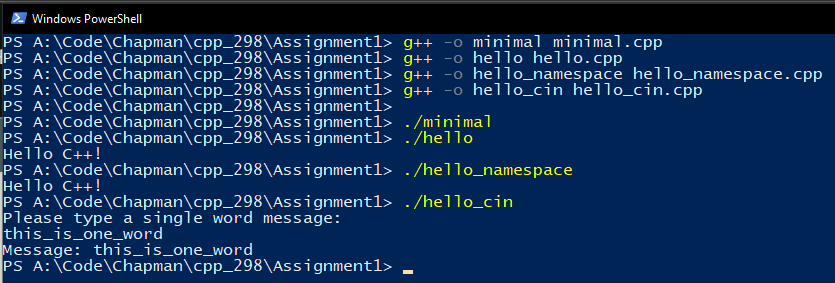 Windows PowerShell
PS A:\Code\Chapman\cpp_298\Assignment1> g++ -o minimal minimal.cpp
PS A:\Code\Chapman\cpp_298\Assignment1> g++ -o hello hello.cpp
PS A:\Code\Chapman\cpp_298\Assignment1> g++ -o hello_namespace hello_namespace.cpp
PS A:\Code\Chapman\cpp_298\Assignment1> g++ -o hello_cin hello_cin.cpp
PS A:\Code\Chapman\cpp_298\Assignment1>
PS A:\Code\Chapman\cpp_298\Assignment1> ./minimal
PS A:\Code\Chapman\cpp_298\Assignment1> ./hello
Hello C++!
PS A:\Code\Chapman\cpp_298\Assignment1> ./hello_namespace
Hello C++!
PS A:\Code\Chapman\cpp_298\Assignment1> ./hello_cin
Please type a single word message:
this_is_one_word
Message: this_is_one_word
PS A:\Code\Chapman\cpp_298\Assignment1>